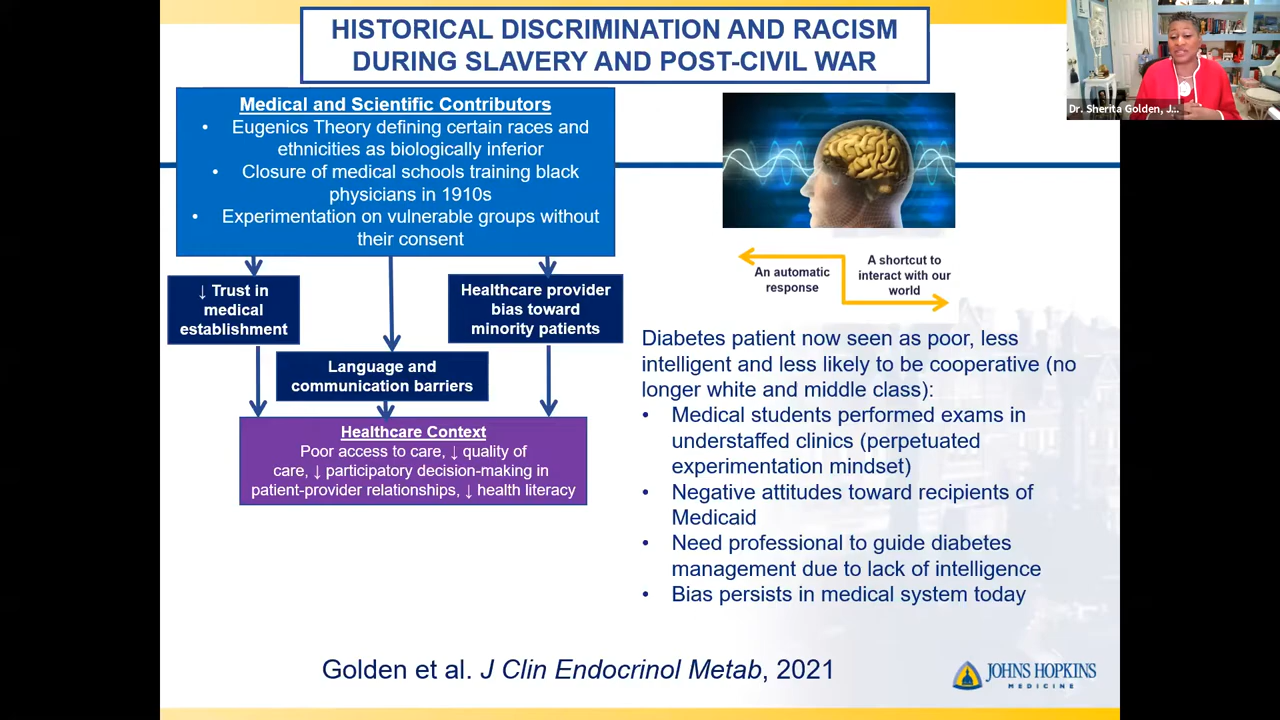 HISTORICAL DISCRIMINATION AND RACISM
DURING SLAVERY AND POST-CIVIL WAR
Dr. Sherita Golden, J...
Medical and Scientific Contributors
• Eugenics Theory defining certain races and
ethnicities as biologically inferior
• Closure of medical schools training black
physicians in 1910s
• Experimentation on vulnerable groups without
their consent
↓ Trust in
medical
establishment
Healthcare provider
bias toward
minority patients
Language and
communication barriers
Healthcare Context
Poor access to care, ↓ quality of
care, ↓ participatory decision-making in
patient-provider relationships, ↓ health literacy
An automatic
response
A shortcut to
interact with our
world
Diabetes patient now seen as poor, less
intelligent and less likely to be cooperative (no
longer white and middle class):
• Medical students performed exams in
understaffed clinics (perpetuated
experimentation mindset)
• Negative attitudes toward recipients of
Medicaid
• Need professional to guide diabetes
management due to lack of intelligence
• Bias persists in medical system today
Golden et al. J Clin Endocrinol Metab, 2021
JOHNS HOPKINS
MEDICINE